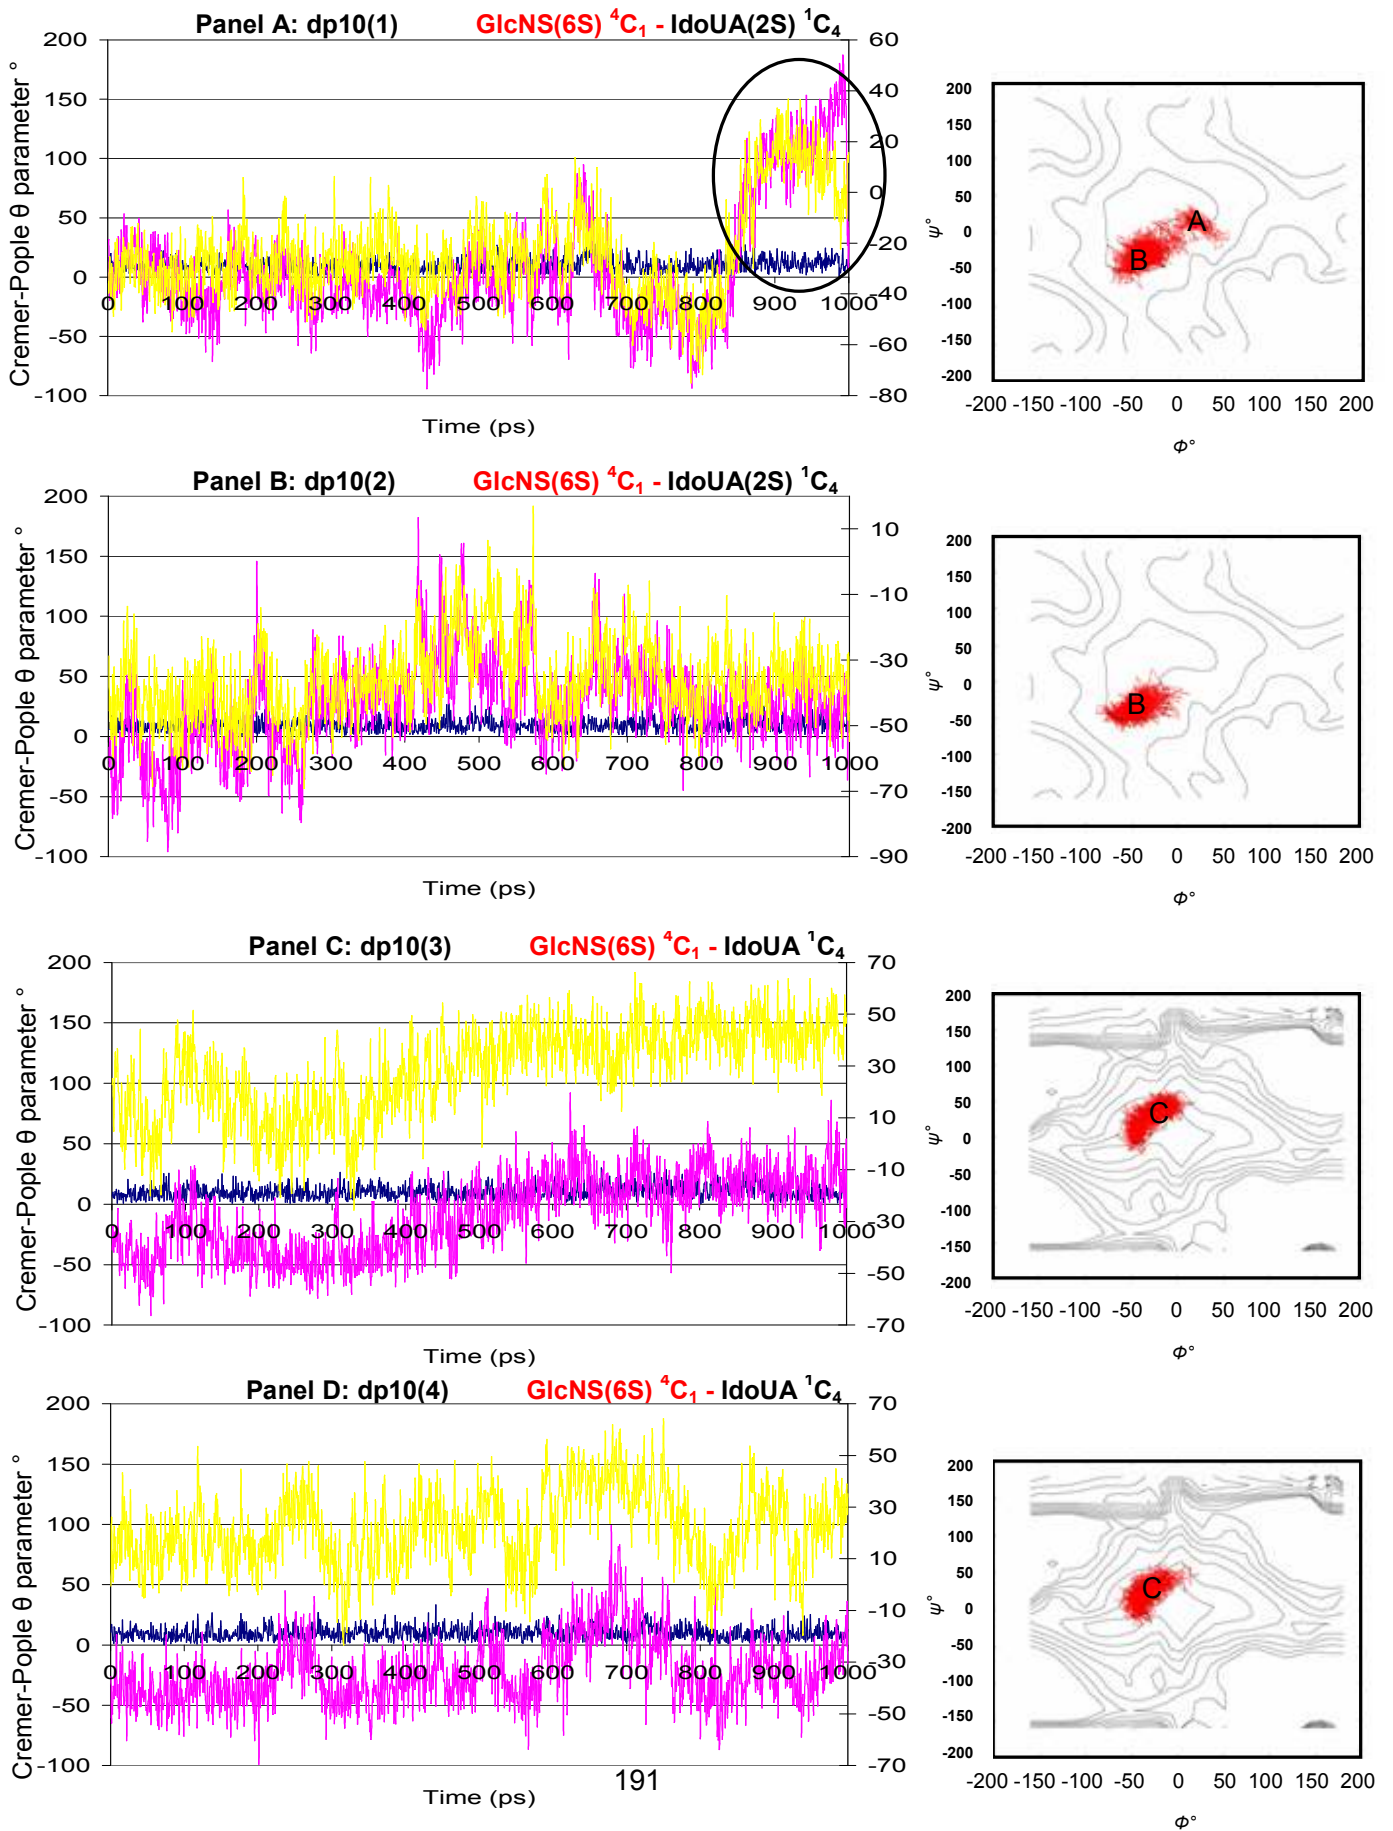 Panel A: dp10(1) GlcNS(6S) ⁴C₁ - IdoUA(2S) ¹C₄
Cremer-Pople θ parameter °
200
150
100
50
0
-50
-100
0 100 200 300 400 500 600 700 800 900 1000
60
40
20
0
-20
-40
-60
-80
Time (ps)
ψ°
200
150
100
50
0
-50
-100
-150
-200
A
B
-200 -150 -100 -50 0 50 100 150 200
Φ°
Panel B: dp10(2) GlcNS(6S) ⁴C₁ - IdoUA(2S) ¹C₄
Cremer-Pople θ parameter °
200
150
100
50
0
-50
-100
0 100 200 300 400 500 600 700 800 900 1000
10
-10
-30
-50
-70
-90
Time (ps)
ψ°
200
150
100
50
0
-50
-100
-150
-200
B
-200 -150 -100 -50 0 50 100 150 200
Φ°
Panel C: dp10(3) GlcNS(6S) ⁴C₁ - IdoUA ¹C₄
Cremer-Pople θ parameter °
200
150
100
50
0
-50
-100
0 100 200 300 400 500 600 700 800 900 1000
70
50
30
10
-10
-30
-50
-70
Time (ps)
ψ°
200
150
100
50
0
-50
-100
-150
-200
C
-200 -150 -100 -50 0 50 100 150 200
Φ°
Panel D: dp10(4) GlcNS(6S) ⁴C₁ - IdoUA ¹C₄
Cremer-Pople θ parameter °
200
150
100
50
0
-50
-100
0 100 200 300 400 500 600 700 800 900 1000
70
50
30
10
-10
-30
-50
-70
Time (ps)
191
ψ°
200
150
100
50
0
-50
-100
-150
-200
C
-200 -150 -100 -50 0 50 100 150 200
Φ°